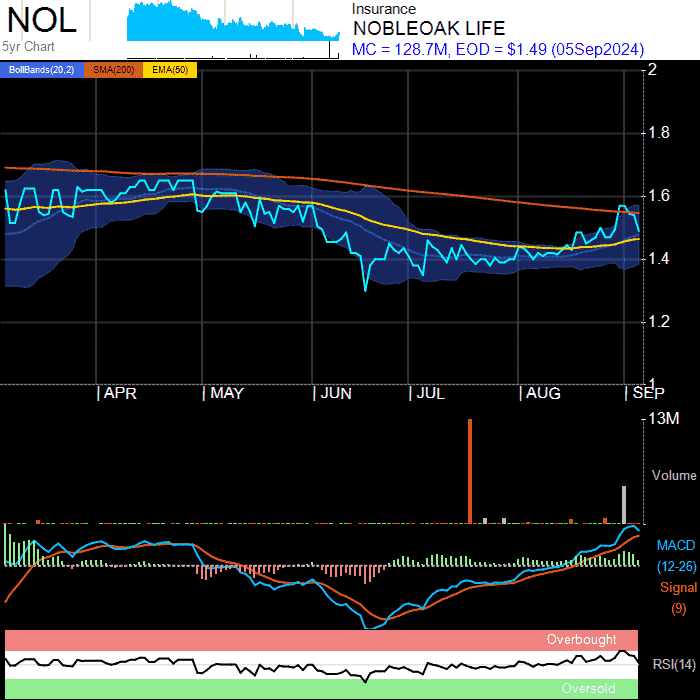 NOL
5yr Chart
Insurance
NOBLEOAK LIFE
MC = 128.7M, EOD = $1.49 (05Sep2024)
BollBands(20,2) SMA(200) EMA(50)
2
1.8
1.6
1.4
1.2
1
APR MAY JUN JUL AUG SEP
13M
Volume
MACD
(12-26)
Signal
(9)
Overbought
RSI(14)
Oversold